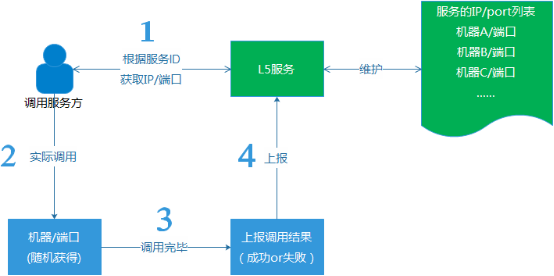 1
根据服务ID
获取IP/端口
调用服务方
L5服务
维护
服务的IP/port列表
机器A/端口
机器B/端口
机器C/端口
......
2
实际调用
4
上报
机器/端口
(随机获得)
3
调用完毕
上报调用结果
（成功or失败）